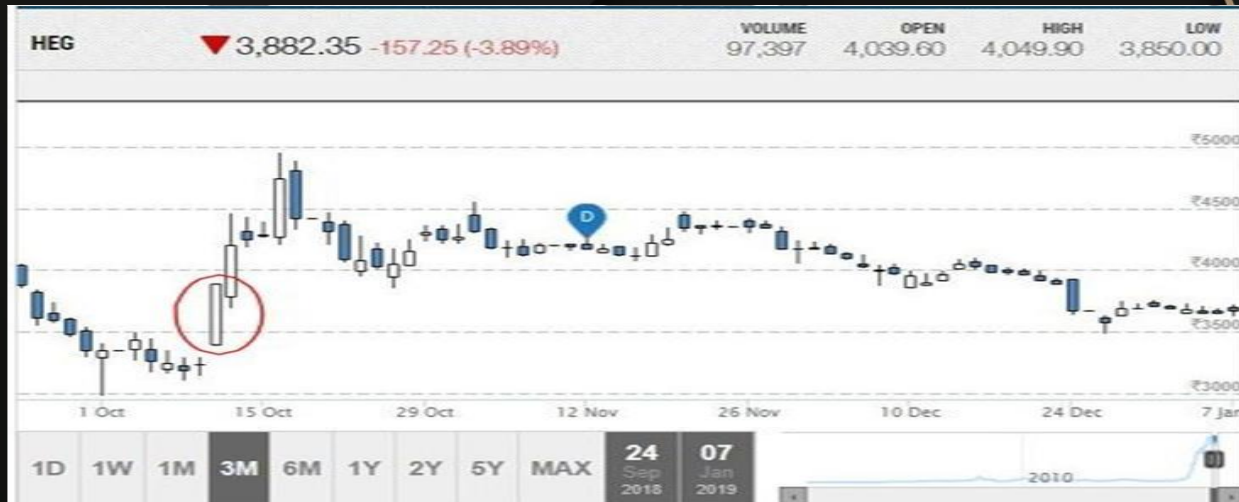 HEG ▼ 3,882.35 -157.25 (-3.89%)
VOLUME OPEN HIGH LOW
97,397 4,039.60 4,049.90 3,850.00
₹5000
₹4500
D
₹4000
₹3500
₹3000
1 Oct 15 Oct 29 Oct 12 Nov 26 Nov 10 Dec 24 Dec 7 Jan
1D 1W 1M 3M 6M 1Y 2Y 5Y MAX
24 07
Sep Jan
2018 2019
2010